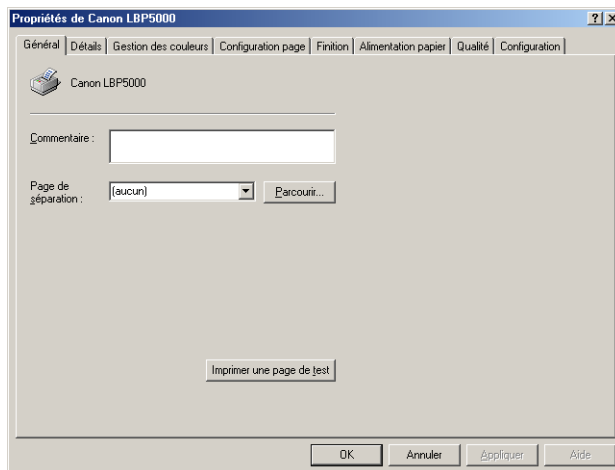 Propriétés de Canon LBP5000
Général Détails Gestion des couleurs Configuration page Finition Alimentation papier Qualité Configuration
Canon LBP5000
Commentaire :
Page de
séparation :
(aucun)
Parcourir...
Imprimer une page de test
OK Annuler Appliquer Aide